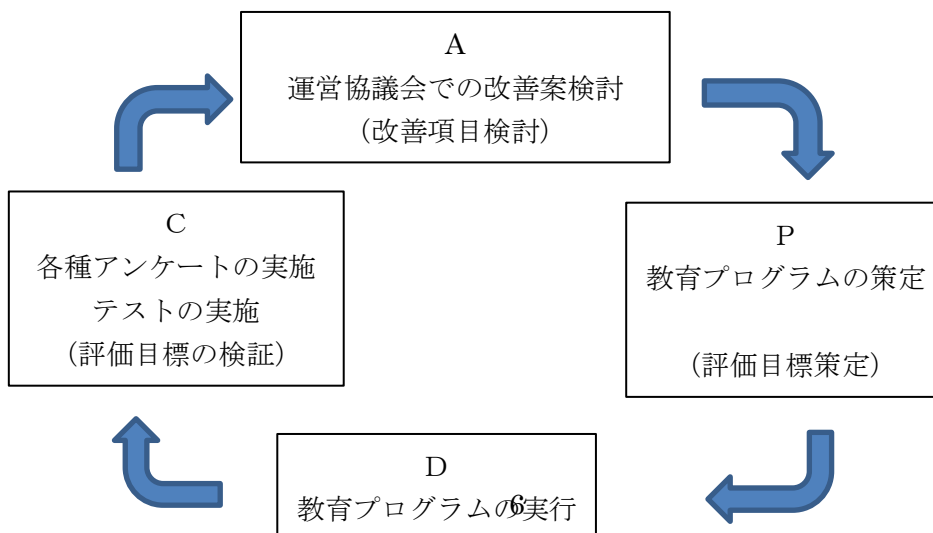 A
運営協議会での改善案検討
（改善項目検討）
C
各種アンケートの実施
テストの実施
（評価目標の検証）
P
教育プログラムの策定
（評価目標策定）
D
教育プログラムの実行
6